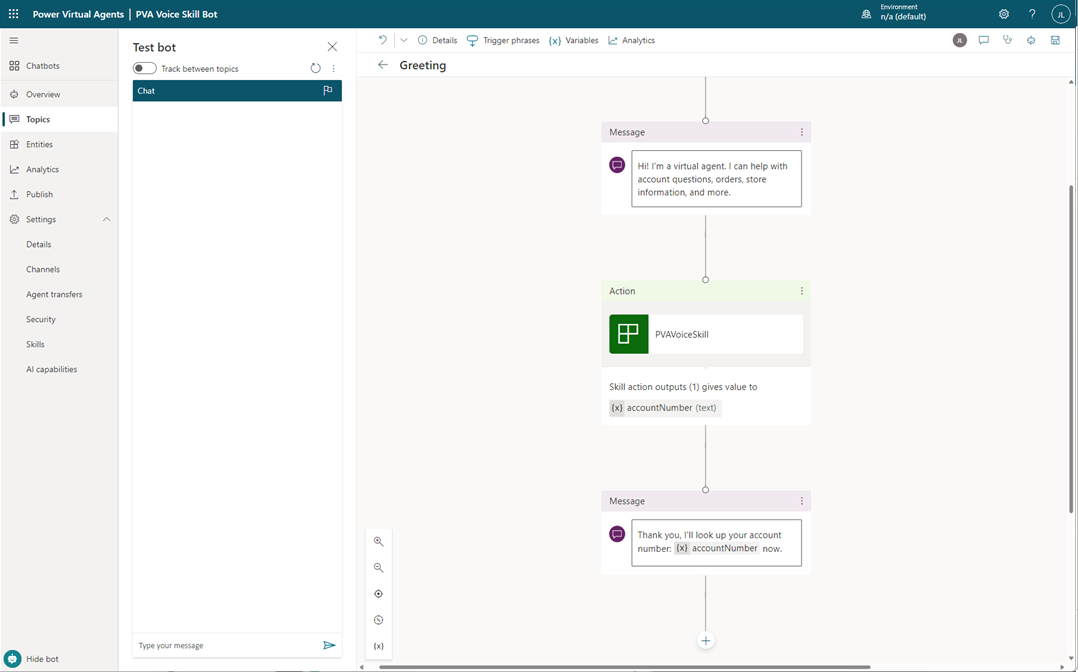 Power Virtual Agents | PVA Voice Skill Bot
Environment
n/a (default)
?
JL
Chatbots
Overview
Topics
Entities
Analytics
Publish
Settings
Details
Channels
Agent transfers
Security
Skills
AI capabilities
Hide bot
Test bot
Track between topics
Chat
Type your message
Details
Trigger phrases
{x} Variables
Analytics
JL
Greeting
Message
Hi! I'm a virtual agent. I can help with
account questions, orders, store
information, and more.
Action
PVAVoiceSkill
Skill action outputs (1) gives value to
{x} accountNumber (text)
Message
Thank you, I'll look up your account
number: {x} accountNumber now.
{x}